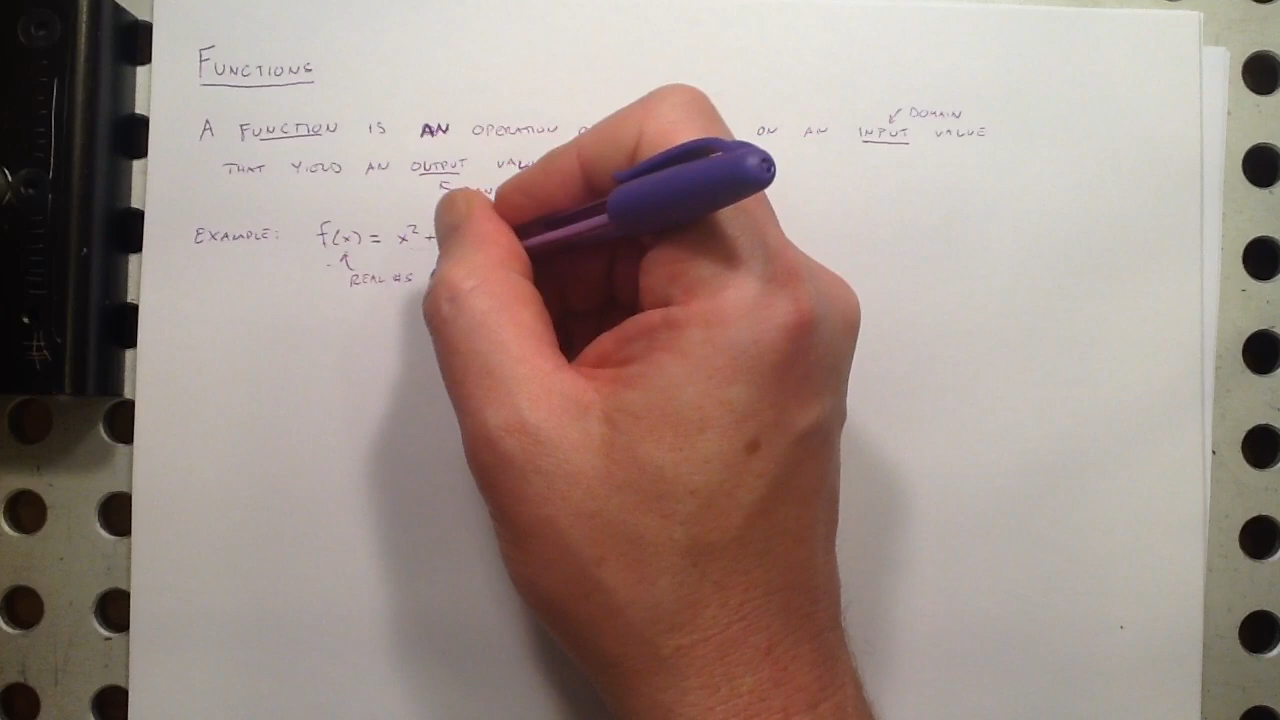 FUNCTIONS
DOMAIN
A FUNCTION IS AN OPERATION ON AN INPUT VALUE
THAT YIELD AN OUTPUT
EXAMPLE: f(x) = x² +
REAL #S